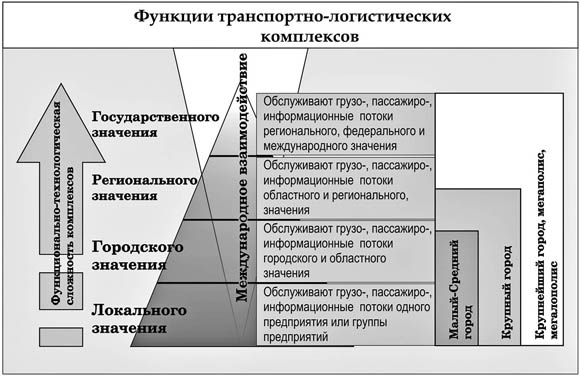 Функции транспортно-логистических
комплексов
Функционально-технологическая
сложность комплексов
Государственного
значения
Регионального
значения
Городского
значения
Локального
значения
Международное взаимодействие
Обслуживают грузо-, пассажиро-,
информационные потоки
регионального, федерального и
международного значения
Обслуживают грузо-, пассажиро-,
информационные потоки
областного и регионального,
значения
Обслуживают грузо-, пассажиро-,
информационные потоки
городского и областного
значения
Обслуживают грузо-, пассажиро-,
информационные потоки одного
предприятия или группы
предприятий
Малый-Средний
город
Крупный город
Крупнейший город, мегаполис,
мегалополис